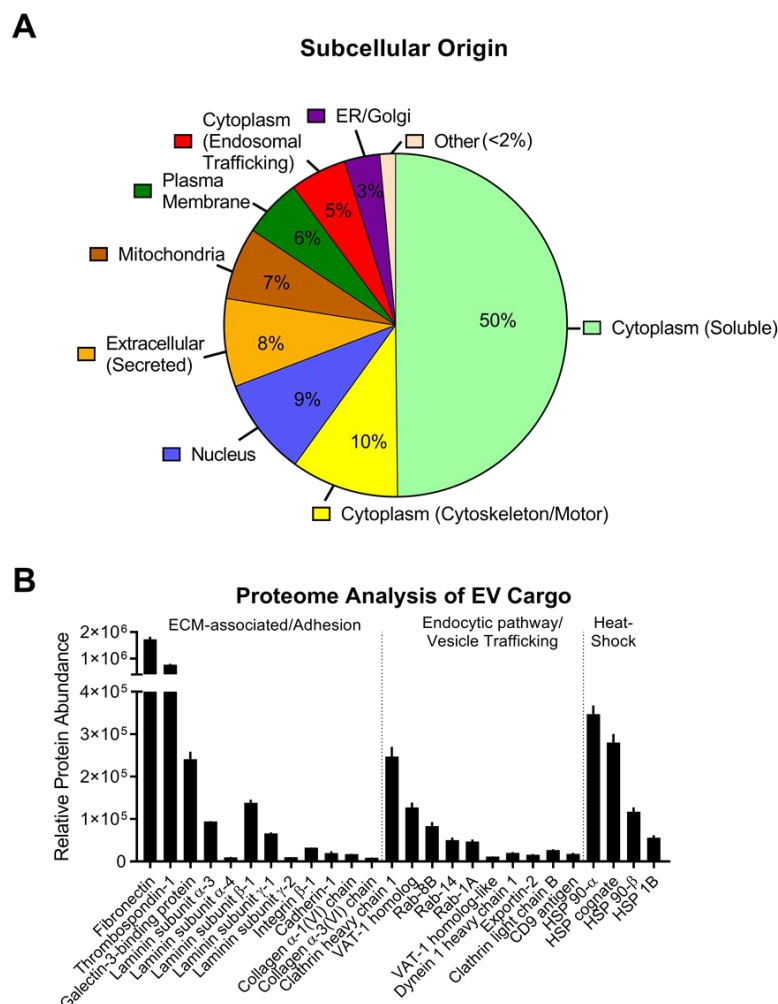 A
Subcellular Origin
Cytoplasm
(Endosomal
Trafficking)
ER/Golgi
Other (<2%)
Plasma
Membrane
Mitochondria
Extracellular
(Secreted)
Nucleus
Cytoplasm (Soluble)
Cytoplasm (Cytoskeleton/Motor)
3%
5%
6%
7%
8%
9%
10%
50%
B
Proteome Analysis of EV Cargo
ECM-associated/Adhesion
Endocytic pathway/
Vesicle Trafficking
Heat-
Shock
Relative Protein Abundance
2×10⁶
1×10⁶
4×10⁵
3×10⁵
2×10⁵
1×10⁵
0
Fibronectin
Thrombospondin-1
Galectin-3-binding protein
Laminin subunit α-3
Laminin subunit α-4
Laminin subunit β-1
Laminin subunit γ-1
Laminin subunit γ-2
Integrin β-1
Cadherin-1
Collagen α-1(VI) chain
Collagen α-3(VI) chain
Clathrin heavy chain 1
VAT-1 homolog
Rab-8B
Rab-14
Rab-1A
VAT-1 homolog-like
Dynein 1 heavy chain 1
Exportin-2
Clathrin light chain B
CD9 antigen
HSP 90-α
HSP cognate
HSP 90-β
HSP 1B